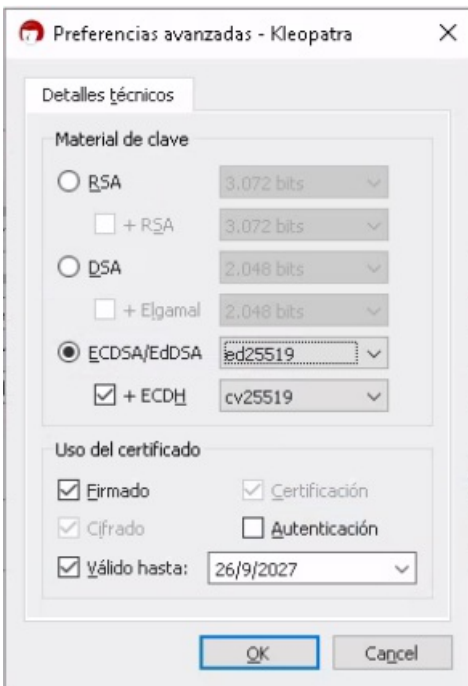 Preferencias avanzadas - Kleopatra
Detalles técnicos
Material de clave
RSA 3.072 bits
+ RSA 3.072 bits
DSA 2.048 bits
+ Elgamal 2.048 bits
ECDSA/EdDSA ed25519
+ ECDH cv25519
Uso del certificado
Firmado Certificación
Cifrado Autenticación
Válido hasta: 26/9/2027
OK Cancel